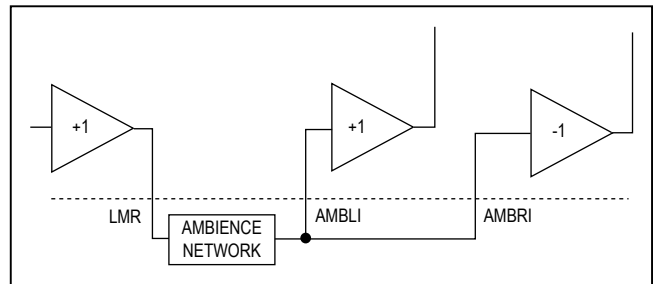 +1
+1
-1
LMR
AMBLI
AMBRI
AMBIENCE
NETWORK